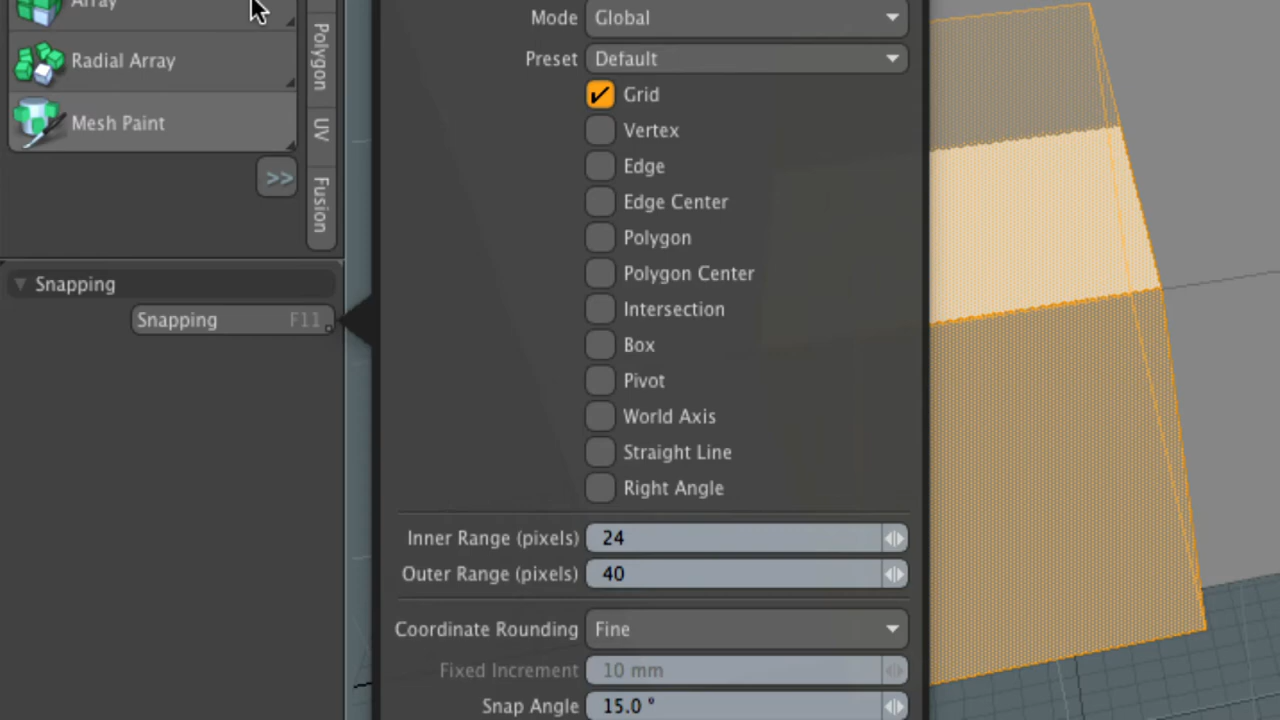 Array
Radial Array
Mesh Paint
>>
Polygon
UV
Fusion
Snapping
Snapping F11
Mode Global
Preset Default
Grid
Vertex
Edge
Edge Center
Polygon
Polygon Center
Intersection
Box
Pivot
World Axis
Straight Line
Right Angle
Inner Range (pixels) 24
Outer Range (pixels) 40
Coordinate Rounding Fine
Fixed Increment 10 mm
Snap Angle 15.0 °